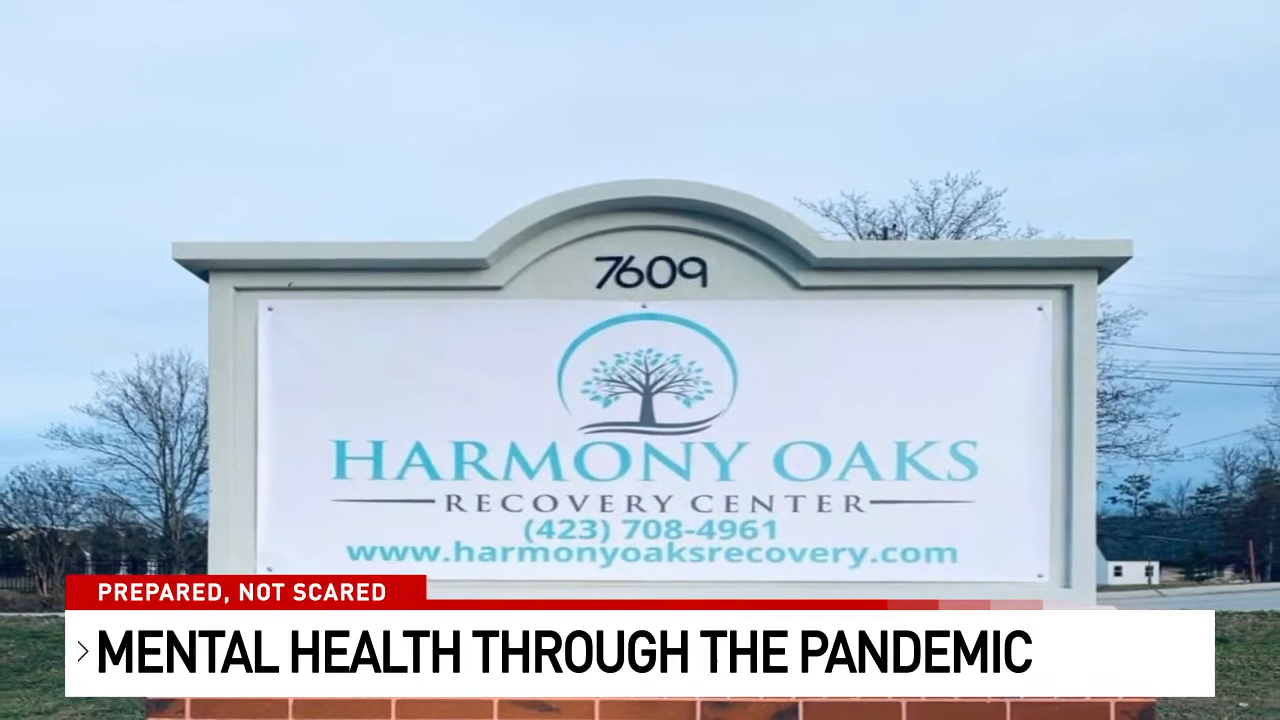 7609
HARMONY OAKS
RECOVERY CENTER
(423) 708-4961
www.harmonyoaksrecovery.com
PREPARED, NOT SCARED
MENTAL HEALTH THROUGH THE PANDEMIC